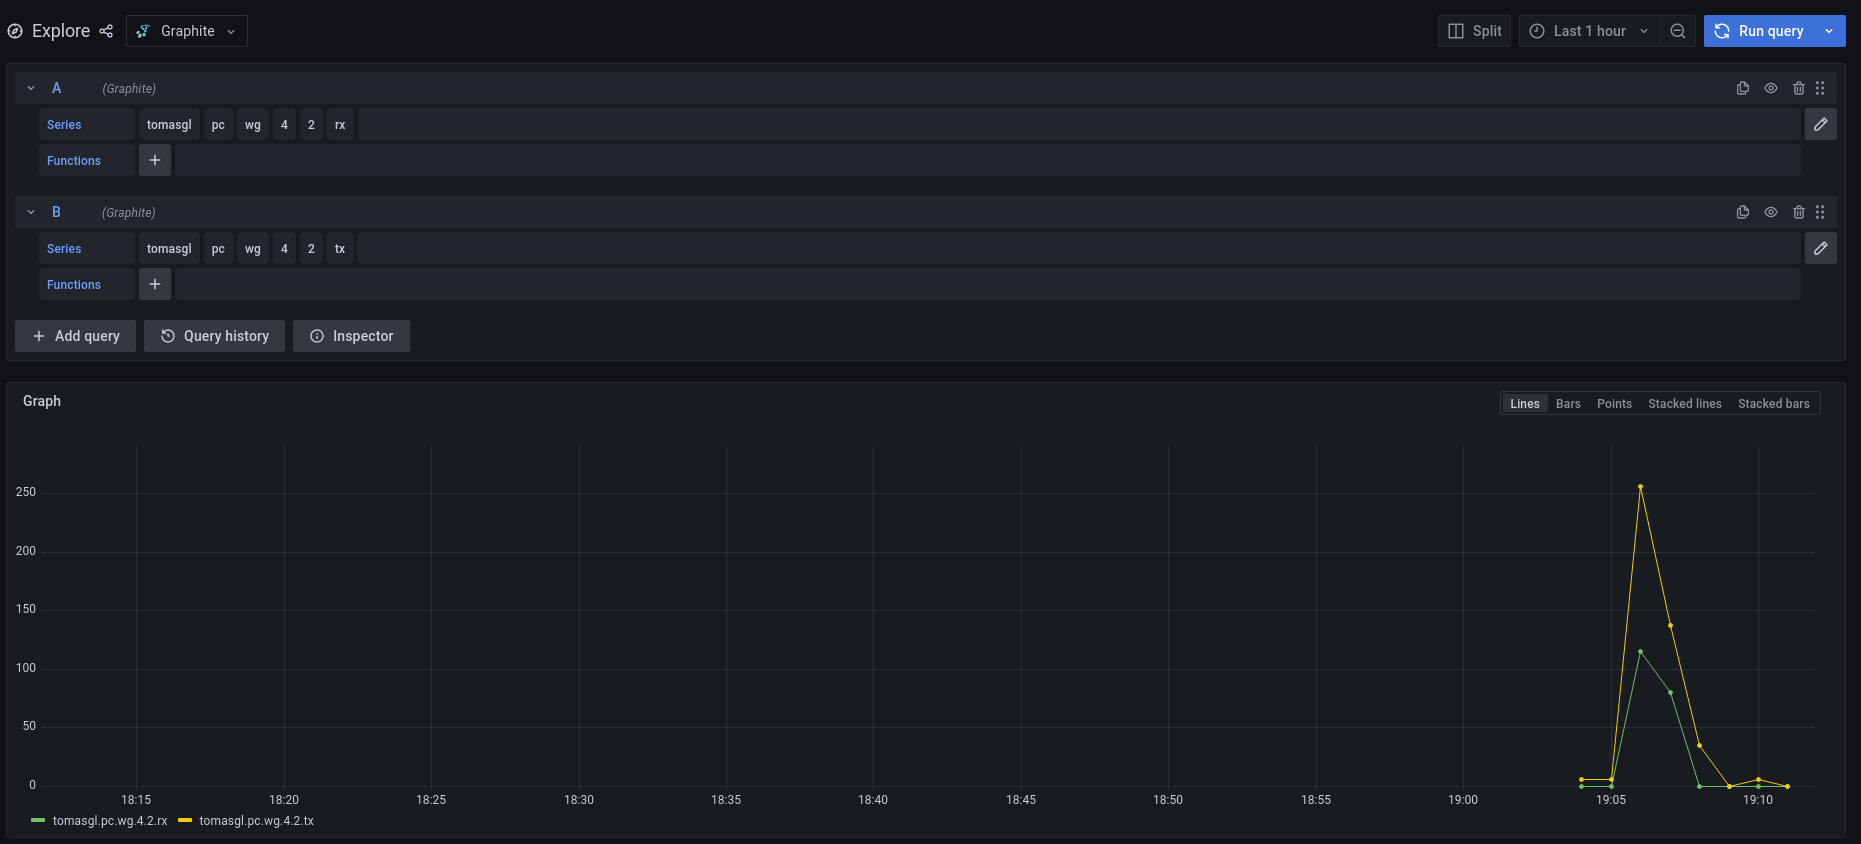 Explore Graphite Split Last 1 hour Run query
A (Graphite)
Series tomasgl pc wg 4 2 rx
Functions +
B (Graphite)
Series tomasgl pc wg 4 2 tx
Functions +
+ Add query Query history Inspector
Graph Lines Bars Points Stacked lines Stacked bars
250
200
150
100
50
0
18:15 18:20 18:25 18:30 18:35 18:40 18:45 18:50 18:55 19:00 19:05 19:10
tomasgl.pc.wg.4.2.rx tomasgl.pc.wg.4.2.tx